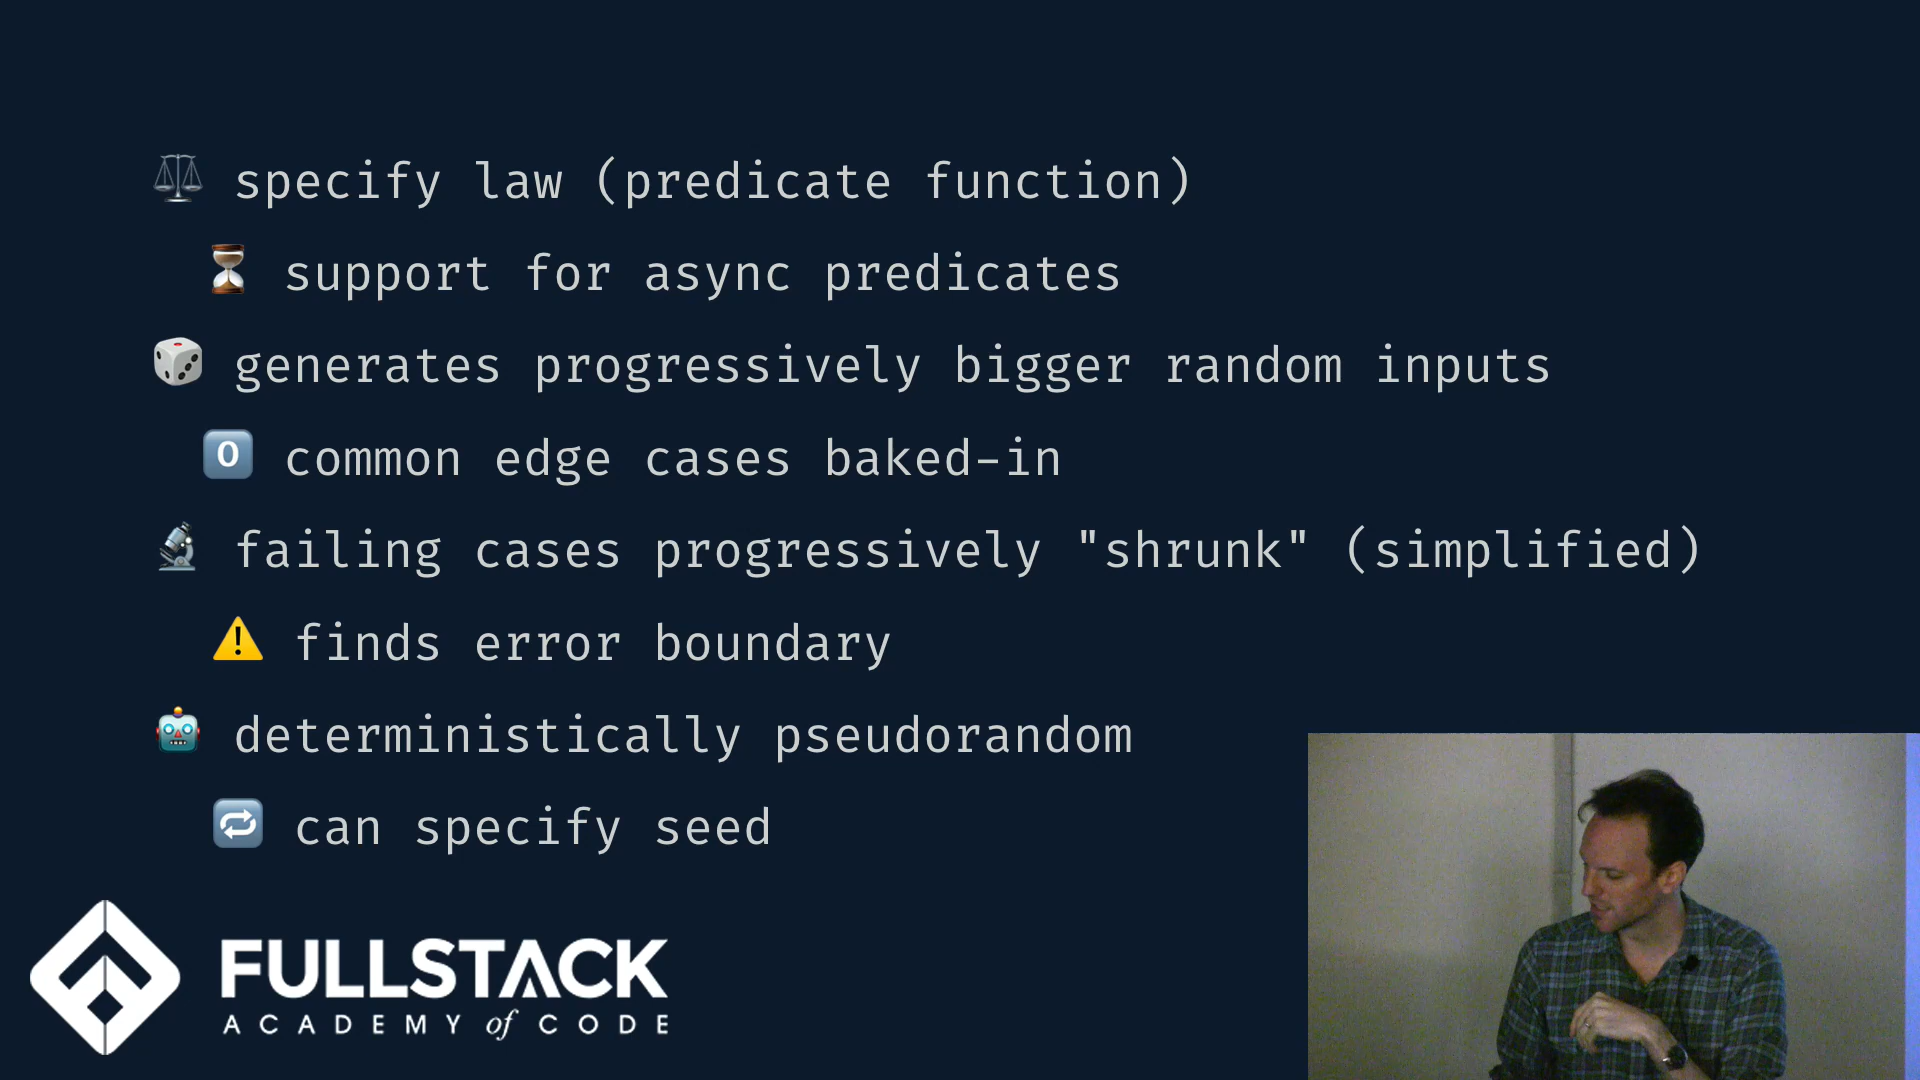 specify law (predicate function)
support for async predicates
generates progressively bigger random inputs
0 common edge cases baked-in
failing cases progressively "shrunk" (simplified)
finds error boundary
deterministically pseudorandom
can specify seed
FULLSTACK
ACADEMY of CODE